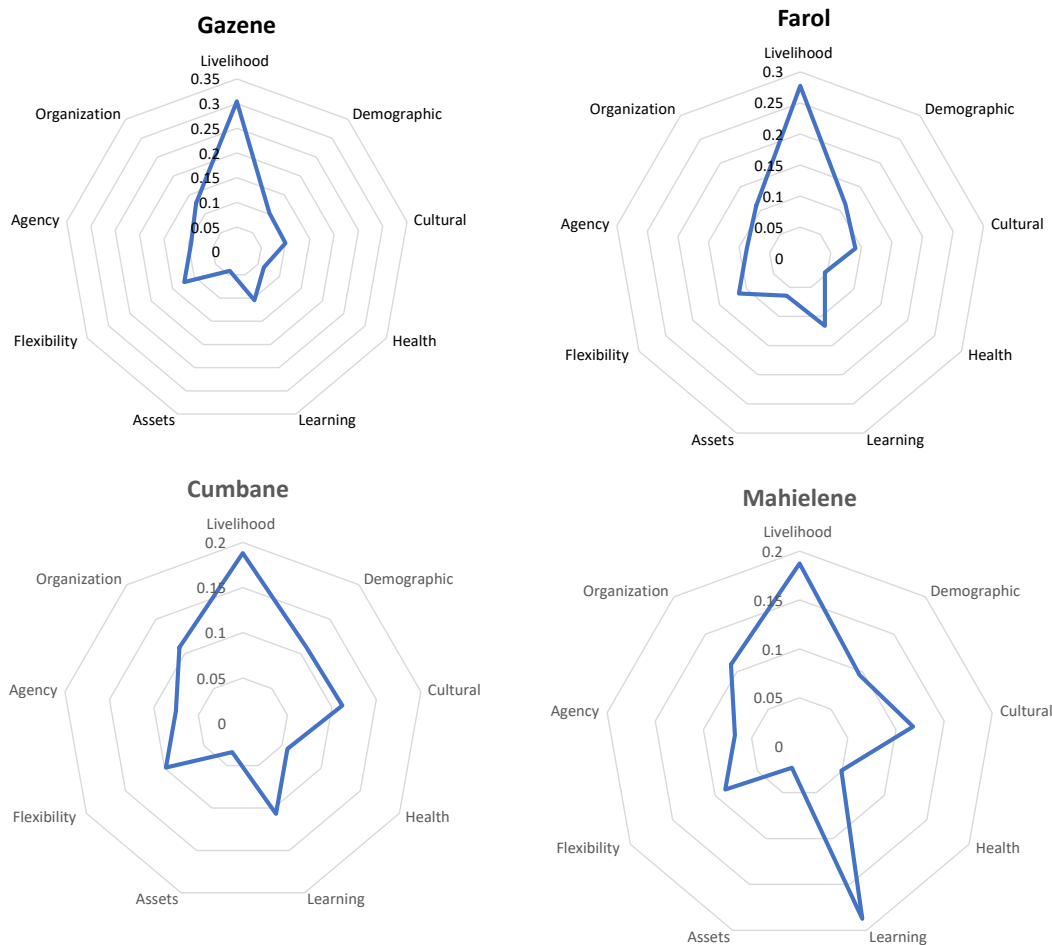 Gazene
Livelihood
0.35
0.3
0.25
0.2
0.15
0.1
0.05
0
Demographic
Cultural
Health
Learning
Assets
Flexibility
Agency
Organization
Farol
Livelihood
0.3
0.25
0.2
0.15
0.1
0.05
0
Demographic
Cultural
Health
Learning
Assets
Flexibility
Agency
Organization
Cumbane
Livelihood
0.2
0.15
0.1
0.05
0
Demographic
Cultural
Health
Learning
Assets
Flexibility
Agency
Organization
Mahielene
Livelihood
0.2
0.15
0.1
0.05
0
Demographic
Cultural
Health
Learning
Assets
Flexibility
Agency
Organization